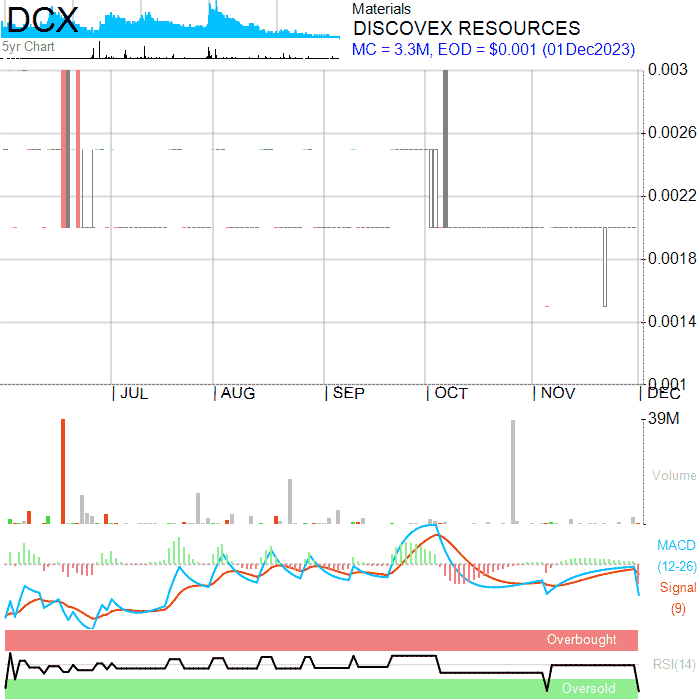 DCX
5yr Chart
Materials
DISCOVEX RESOURCES
MC = 3.3M, EOD = $0.001 (01Dec2023)
0.003
0.0026
0.0022
0.0018
0.0014
0.001
JUL AUG SEP OCT NOV DEC
39M
Volume
MACD
(12-26)
Signal
(9)
Overbought
RSI(14)
Oversold